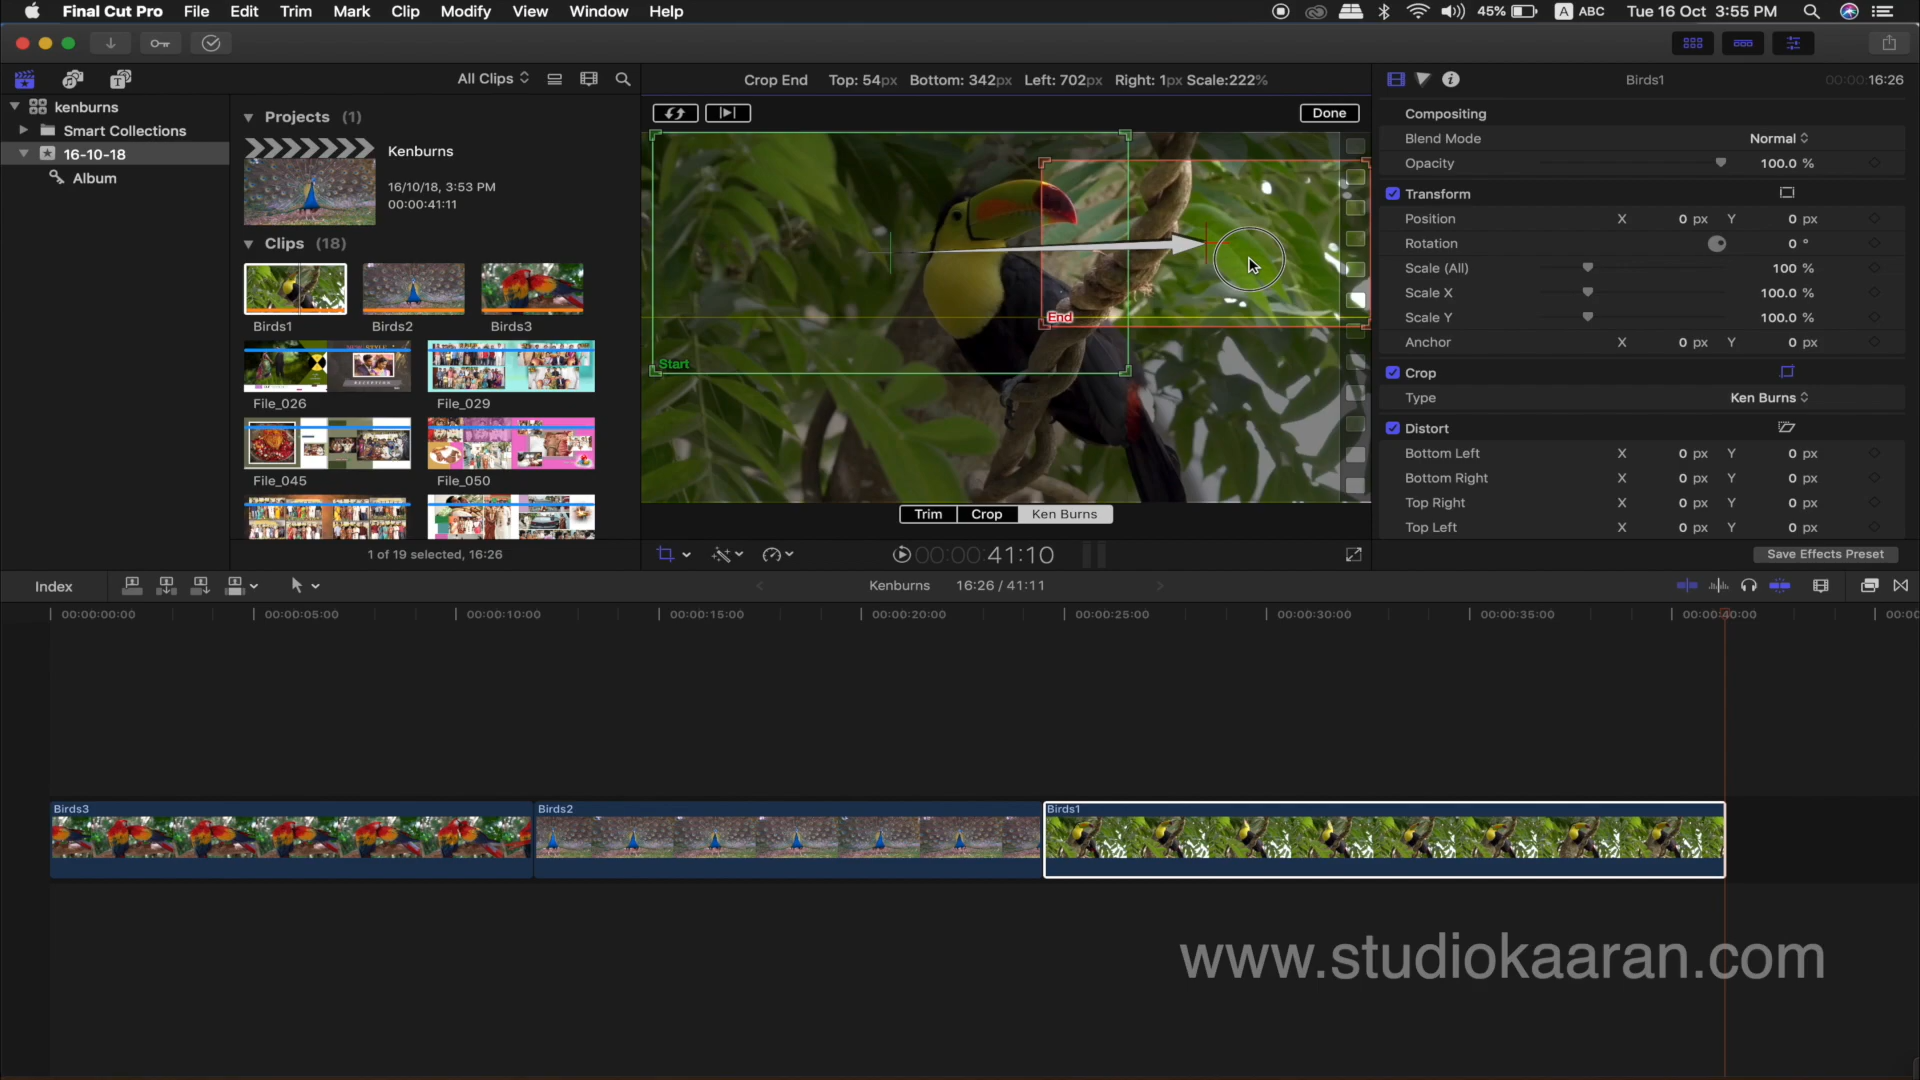 Final Cut Pro File Edit Trim Mark Clip Modify View Window Help 45% A ABC Tue 16 Oct 3:55 PM
All Clips
Crop End Top: 54px Bottom: 342px Left: 702px Right: 1px Scale:222%
Birds1 00:00:16:26
kenburns
Smart Collections
16-10-18
Album
Projects (1)
Kenburns
16/10/18, 3:53 PM
00:00:41:11
Clips (18)
Birds1 Birds2 Birds3
File_026 File_029
File_045 File_050
1 of 19 selected, 16:26
Done
Start
End
Trim Crop Ken Burns
00:00:41:10
Compositing
Blend Mode Normal
Opacity 100.0 %
Transform
Position X 0 px Y 0 px
Rotation 0 °
Scale (All) 100 %
Scale X 100.0 %
Scale Y 100.0 %
Anchor X 0 px Y 0 px
Crop
Type Ken Burns
Distort
Bottom Left X 0 px Y 0 px
Bottom Right X 0 px Y 0 px
Top Right X 0 px Y 0 px
Top Left X 0 px Y 0 px
Save Effects Preset
Index Kenburns 16:26 / 41:11
00:00:00:00 00:00:05:00 00:00:10:00 00:00:15:00 00:00:20:00 00:00:25:00 00:00:30:00 00:00:35:00 00:00:40:00
Birds3 Birds2 Birds1
www.studiokaaran.com